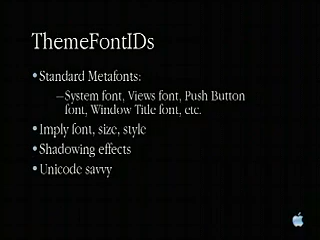 ThemeFontIDs
• Standard Metafonts:
–System font, Views font, Push Button
font, Window Title font, etc.
• Imply font, size, style
• Shadowing effects
• Unicode savvy